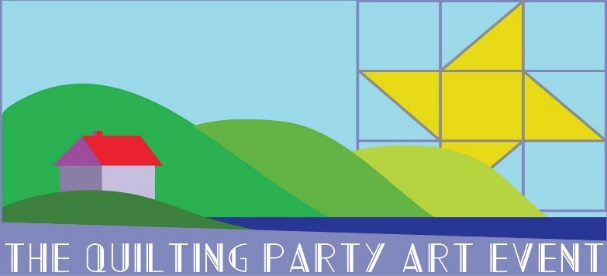 THE QUILTING PARTY ART EVENT